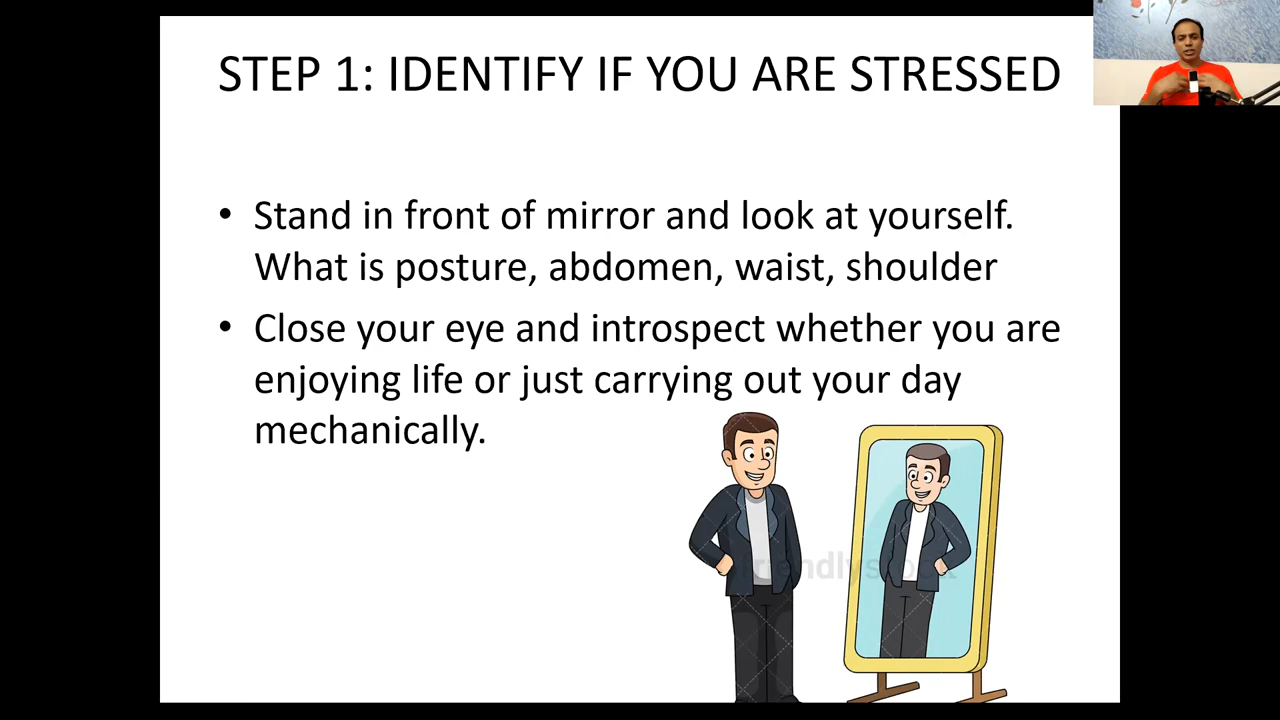 STEP 1: IDENTIFY IF YOU ARE STRESSED
• Stand in front of mirror and look at yourself.
What is posture, abdomen, waist, shoulder
• Close your eye and introspect whether you are
enjoying life or just carrying out your day
mechanically.
friendlystock